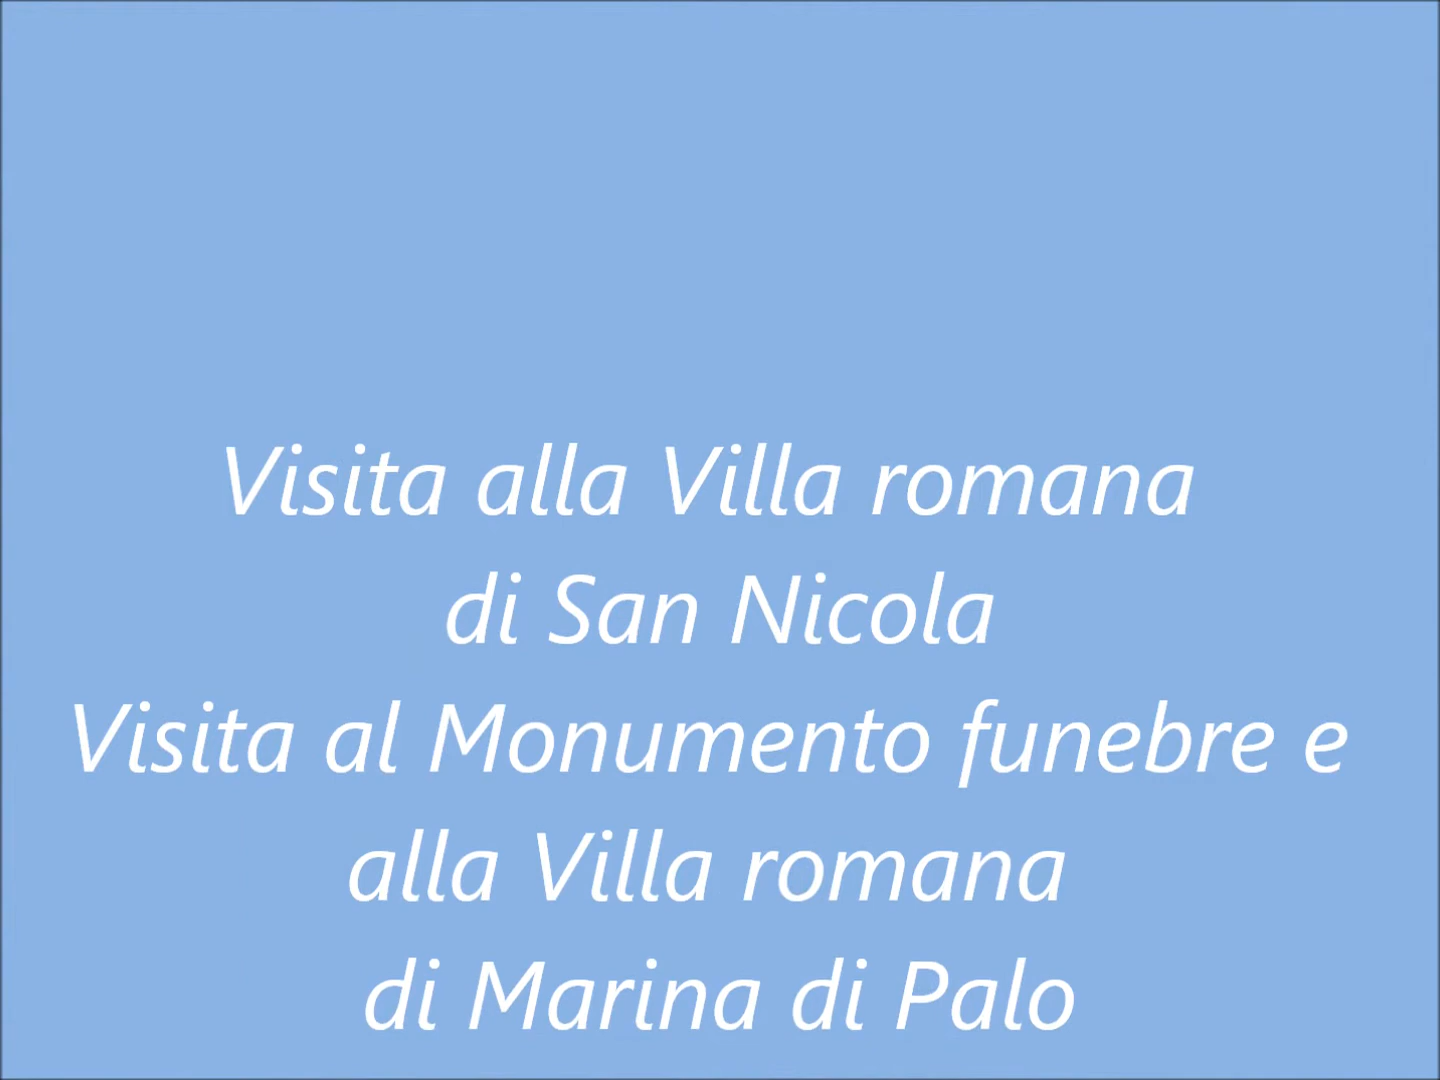 Visita alla Villa romana
di San Nicola
Visita al Monumento funebre e
alla Villa romana
di Marina di Palo